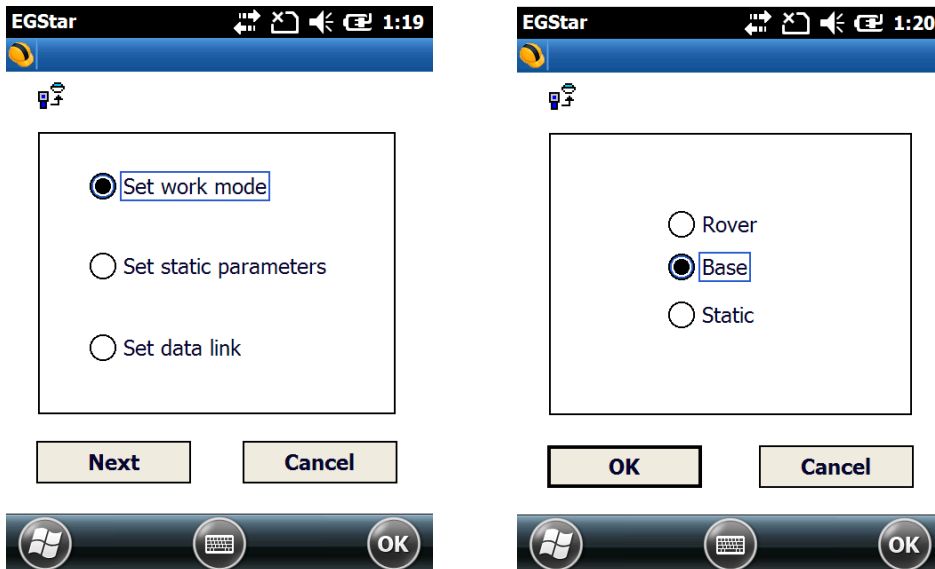 EGStar 1:19
Set work mode
Set static parameters
Set data link
Next Cancel
OK
EGStar 1:20
Rover
Base
Static
OK Cancel
OK